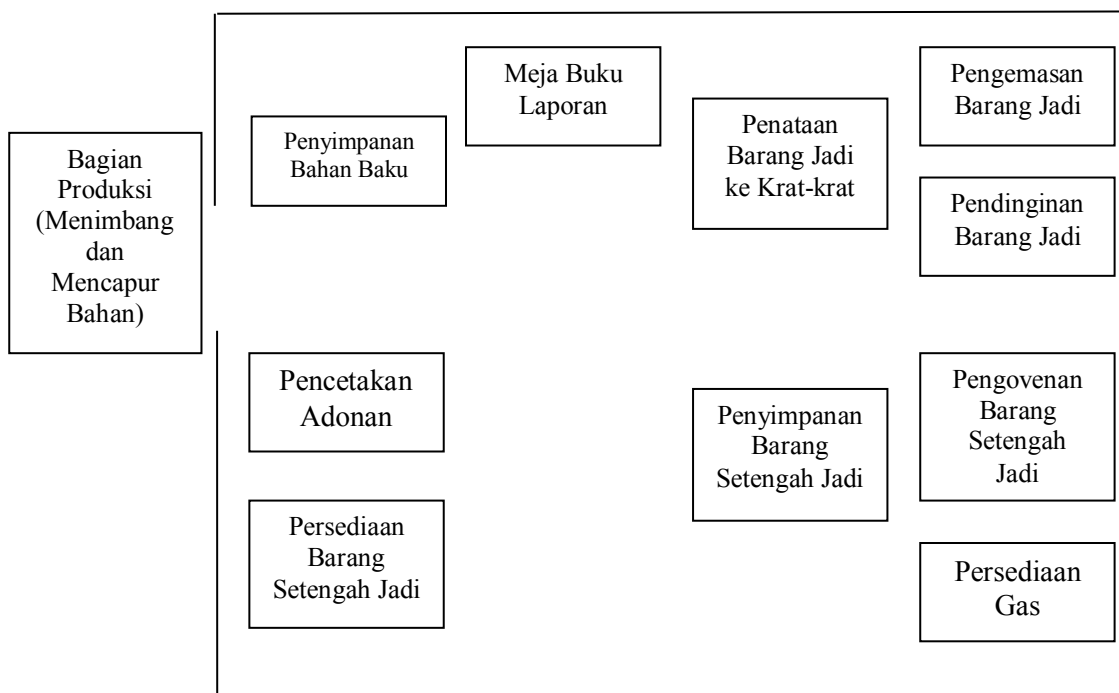 Bagian
Produksi
(Menimbang
dan
Mencapur
Bahan)
Penyimpanan
Bahan Baku
Meja Buku
Laporan
Penataan
Barang Jadi
ke Krat-krat
Pengemasan
Barang Jadi
Pendinginan
Barang Jadi
Pencetakan
Adonan
Persediaan
Barang
Setengah Jadi
Penyimpanan
Barang
Setengah Jadi
Pengovenan
Barang
Setengah
Jadi
Persediaan
Gas